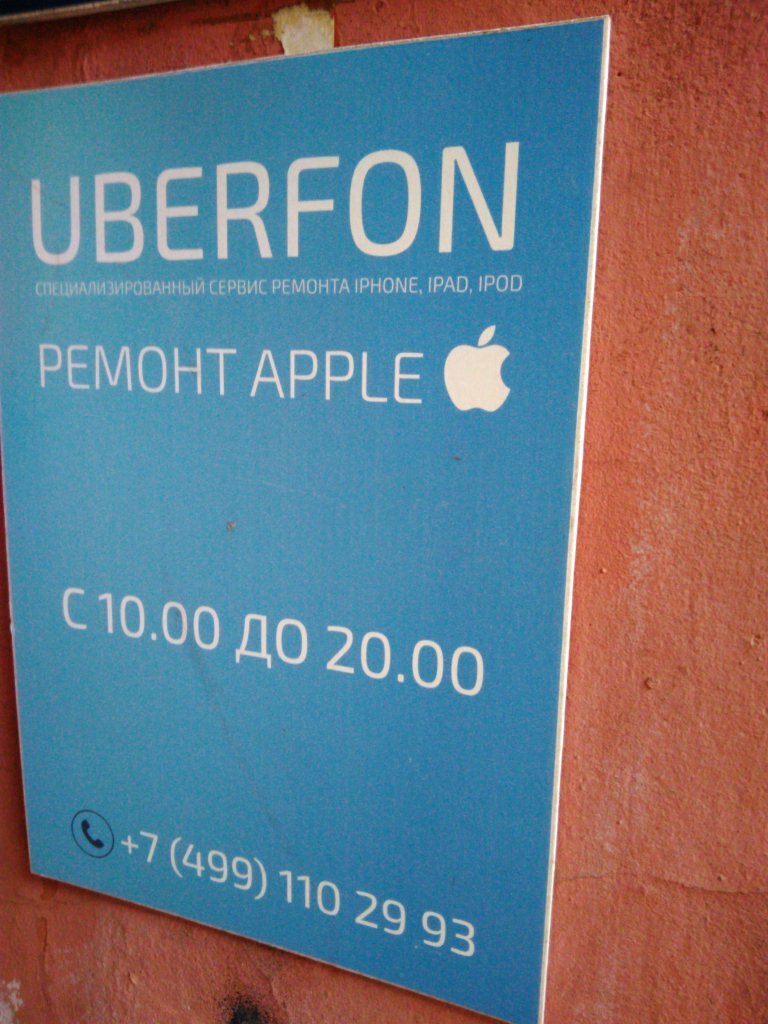 UBERFON
СПЕЦИАЛИЗИРОВАННЫЙ СЕРВИС РЕМОНТА IPHONE, IPAD, IPOD
РЕМОНТ APPLE
С 10.00 ДО 20.00
+7 (499) 110 29 93